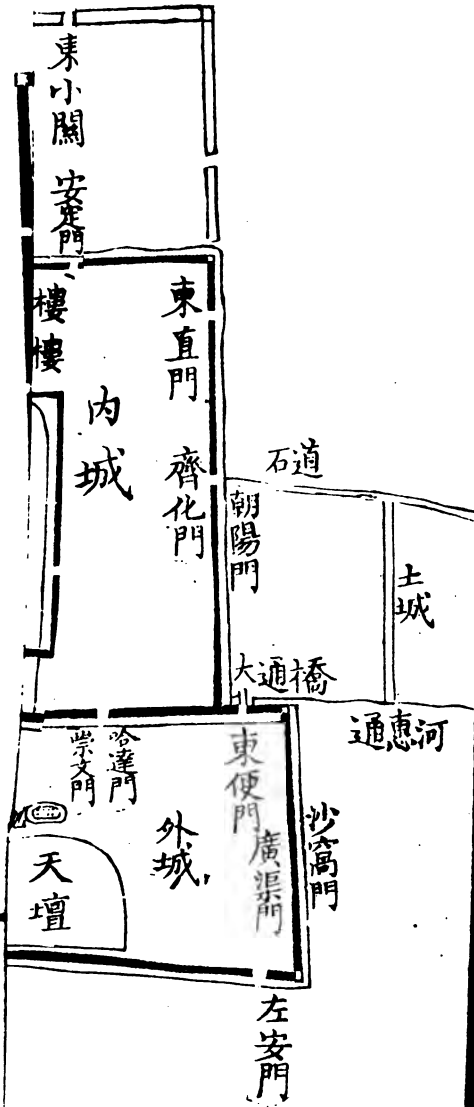 東小關
安定門
樓
樓
東直門
內城
齊化門
石道
朝陽門
土城
大通橋
通惠河
哈達門
崇文門
東便門
廣渠門
沙窩門
外城
天壇
左安門